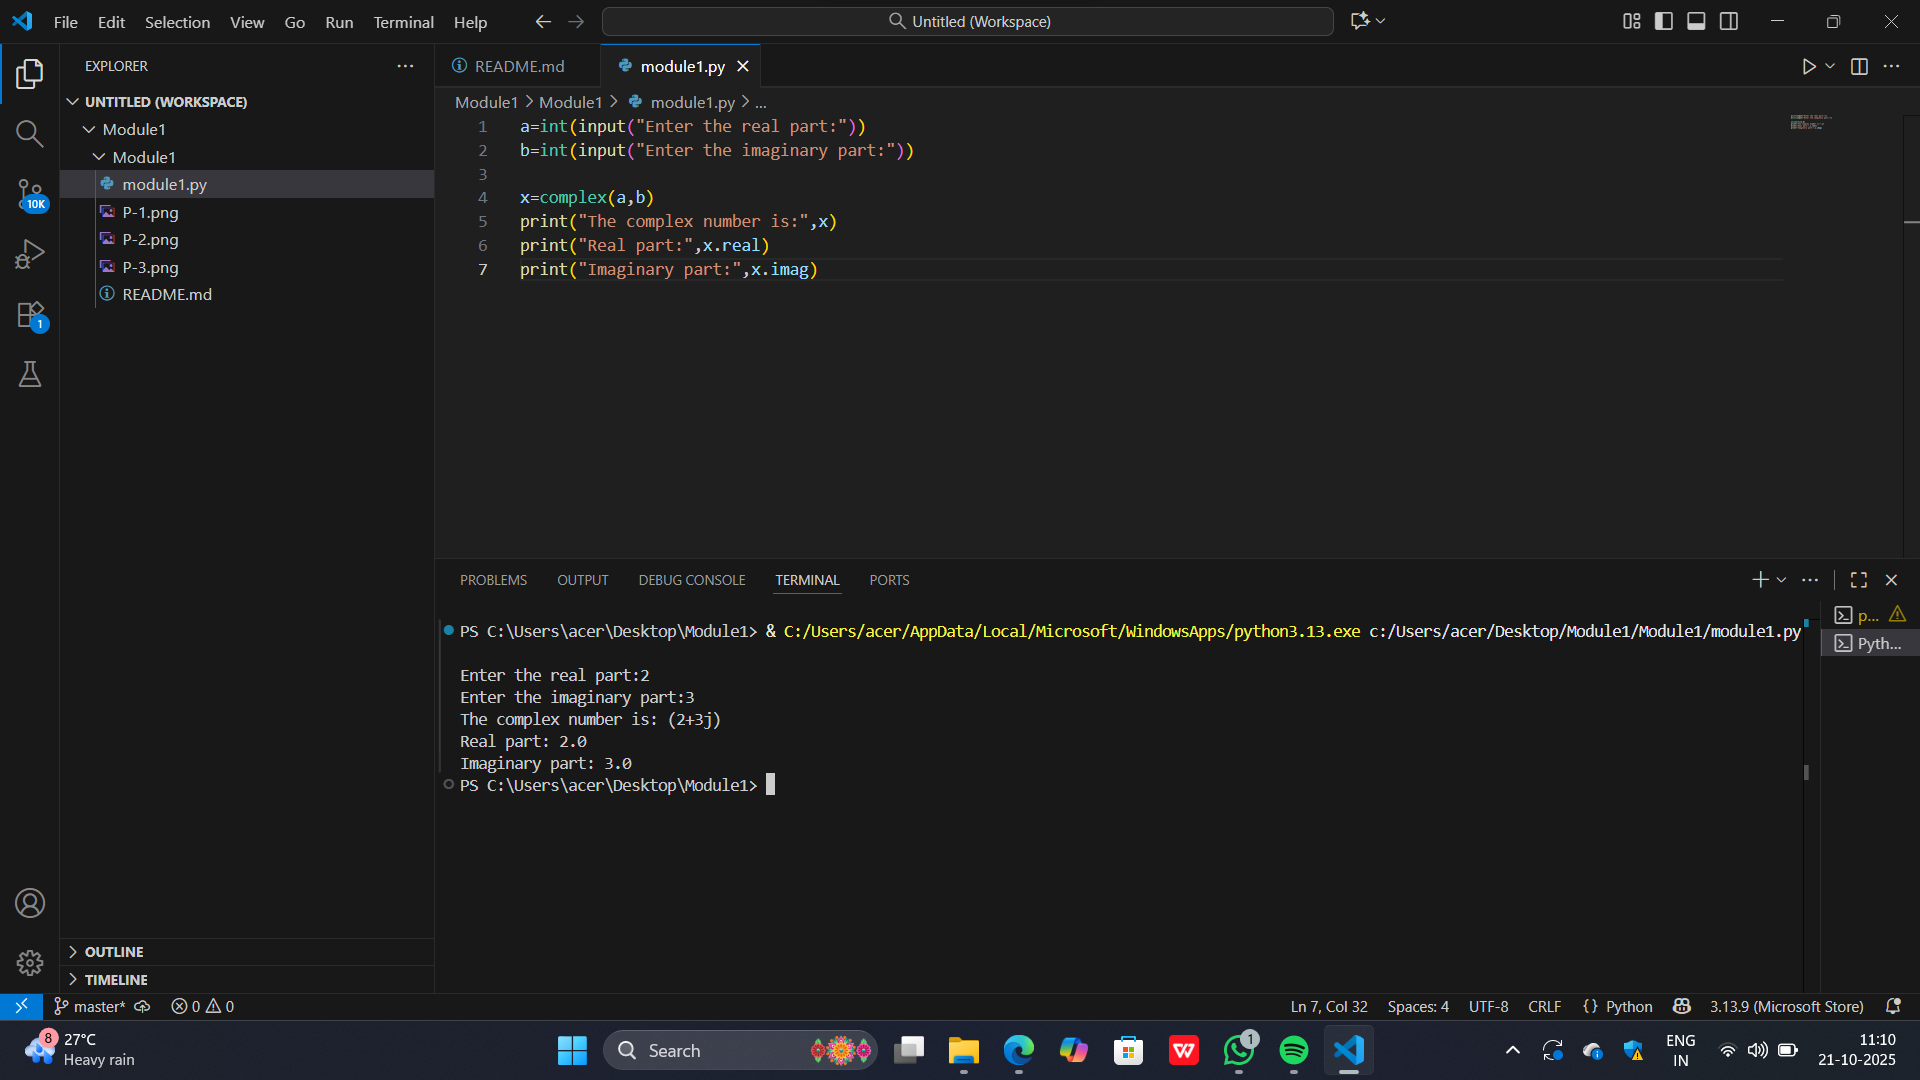 File Edit Selection View Go Run Terminal Help
Untitled (Workspace)
EXPLORER
README.md
module1.py
UNTITLED (WORKSPACE)
Module1
Module1
module1.py
P-1.png
P-2.png
P-3.png
README.md
10K
1
Module1 > Module1 > module1.py > ...
1 a=int(input("Enter the real part:"))
2 b=int(input("Enter the imaginary part:"))
3
4 x=complex(a,b)
5 print("The complex number is:",x)
6 print("Real part:",x.real)
7 print("Imaginary part:",x.imag)
PROBLEMS OUTPUT DEBUG CONSOLE TERMINAL PORTS
PS C:\Users\acer\Desktop\Module1> & C:/Users/acer/AppData/Local/Microsoft/WindowsApps/python3.13.exe c:/Users/acer/Desktop/Module1/Module1/module1.py
Enter the real part:2
Enter the imaginary part:3
The complex number is: (2+3j)
Real part: 2.0
Imaginary part: 3.0
PS C:\Users\acer\Desktop\Module1>
p...
Pyth...
OUTLINE
TIMELINE
master* 0 0
Ln 7, Col 32 Spaces: 4 UTF-8 CRLF {} Python 3.13.9 (Microsoft Store)
8
27°C
Heavy rain
Search
1
ENG
IN
11:10
21-10-2025